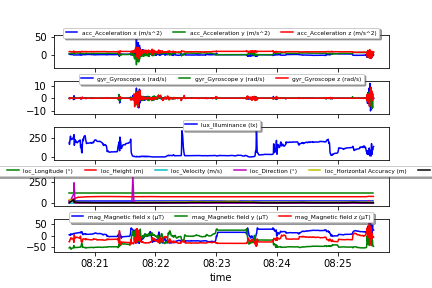 acc_Acceleration x (m/s^2) acc_Acceleration y (m/s^2) acc_Acceleration z (m/s^2)
50
0
gyr_Gyroscope x (rad/s) gyr_Gyroscope y (rad/s) gyr_Gyroscope z (rad/s)
10
0
−10
lux_Illuminance (lx)
250
0
loc_Longitude (°) loc_Height (m) loc_Velocity (m/s) loc_Direction (°) loc_Horizontal Accuracy (m)
250
0
mag_Magnetic field x (μT) mag_Magnetic field y (μT) mag_Magnetic field z (μT)
50
0
−50
08:21 08:22 08:23 08:24 08:25
time